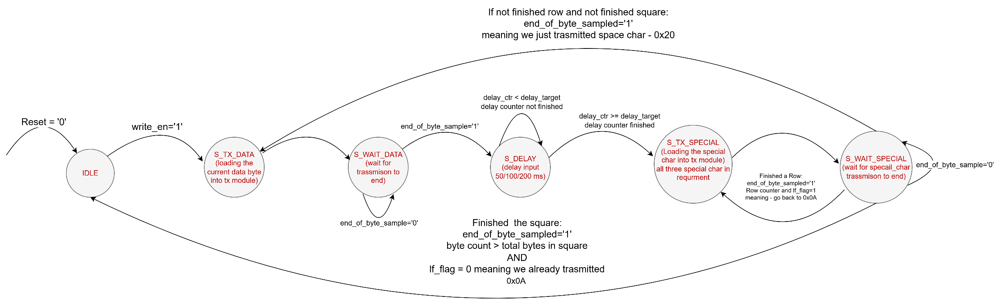 If not finished row and not finished square:
end_of_byte_sampled='1'
meaning we just trasmitted space char - 0x20
Reset = '0'
write_en='1'
end_of_byte_sample='1'
delay_ctr < delay_target
delay counter not finished
delay_ctr >= delay_target
delay counter finished
IDLE
S_TX_DATA
(loading the
current data byte
into tx module)
S_WAIT_DATA
(wait for
trassmison to
end)
end_of_byte_sample='0'
S_DELAY
(delay input
50/100/200 ms)
S_TX_SPECIAL
(Loading the special
char into tx module)
all three special char in
requrment
S_WAIT_SPECIAL
(wait for specail_char
trassmison to end)
end_of_byte_sample='0'
Finished a Row:
end_of_byte_sampled='1'
Row counter and lf_flag=1
meaning - go back to 0x0A
Finished the square:
end_of_byte_sampled='1'
byte count > total bytes in square
AND
lf_flag = 0 meaning we already trasmitted
0x0A